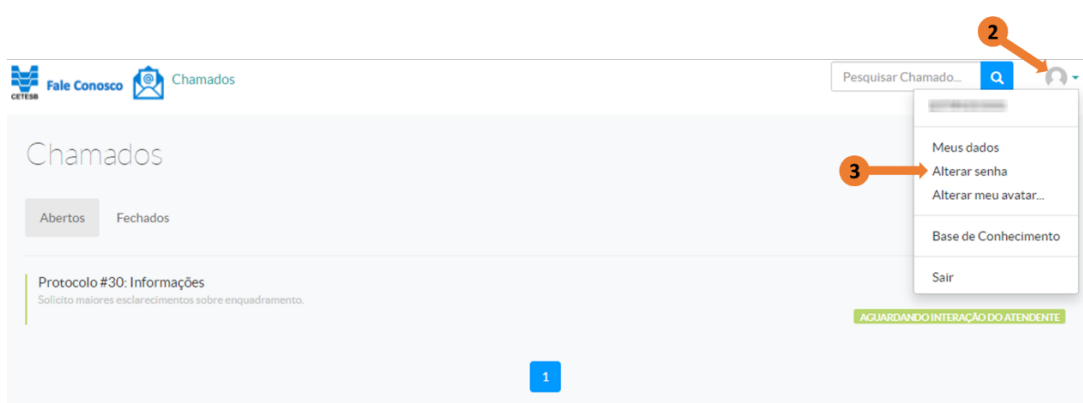 2
CETESB
Fale Conosco
Chamados
Pesquisar Chamado...
Chamados
Meus dados
3
Alterar senha
Alterar meu avatar...
Abertos
Fechados
Base de Conhecimento
Sair
Protocolo #30: Informações
Solicito maiores esclarecimentos sobre enquadramento.
AGUARDANDO INTERAÇÃO DO ATENDENTE
1